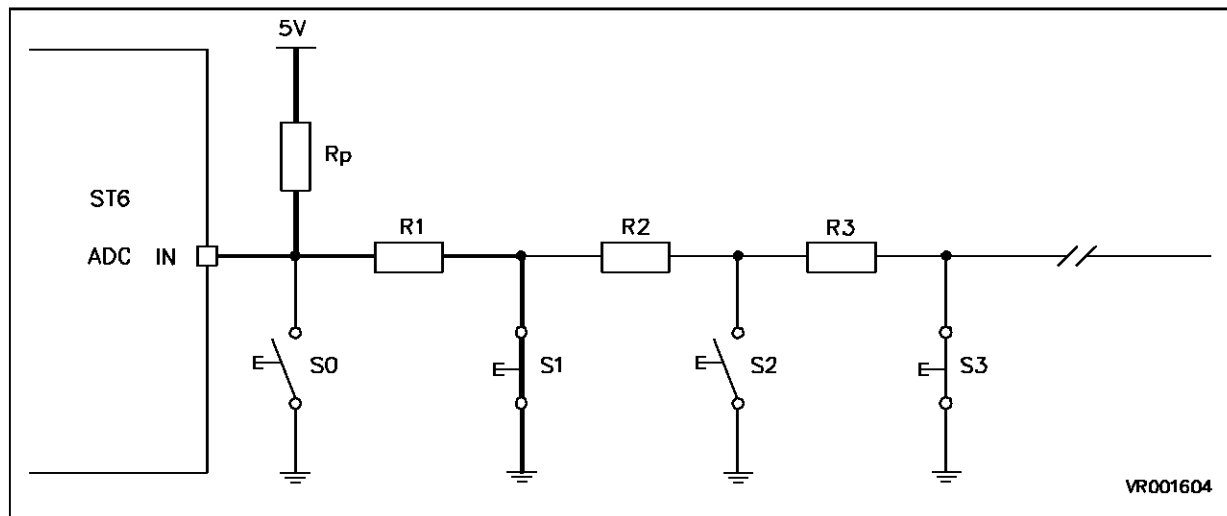 5V
Rp
ST6
ADC IN
R1
R2
R3
S0
S1
S2
S3
VR001604